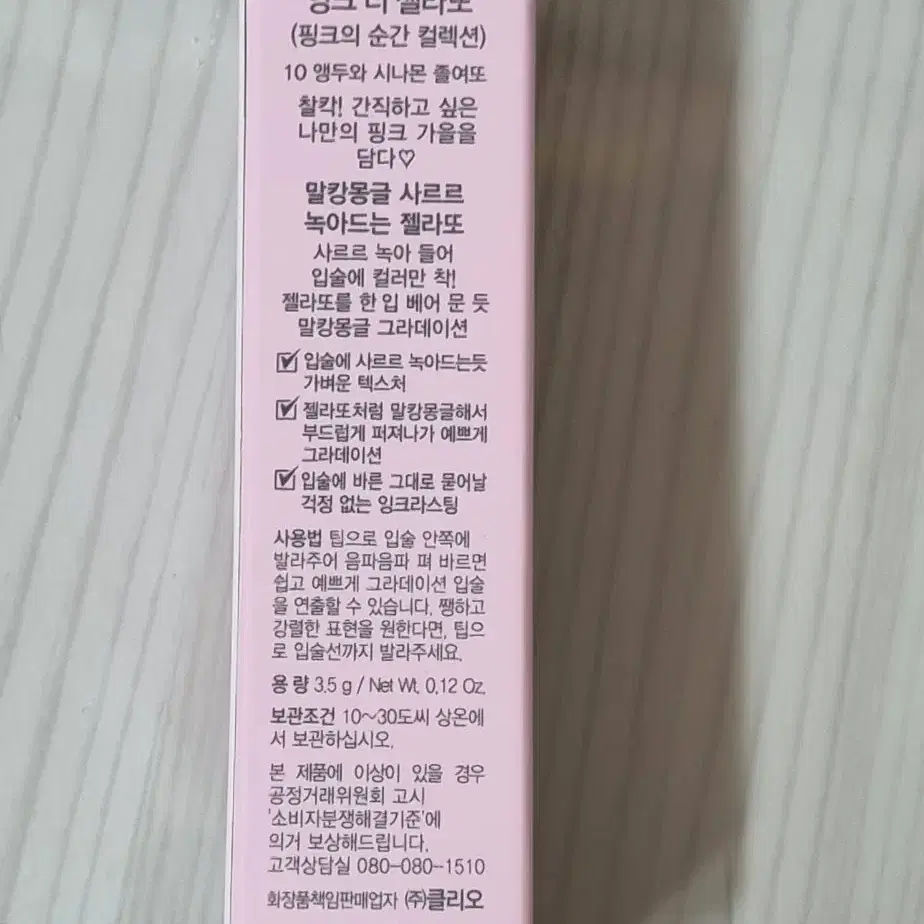 잉크 더 젤라또
(핑크의 순간 컬렉션)
10 앵두와 시나몬 졸여또
찰칵! 간직하고 싶은
나만의 핑크 가을을
담다♡
말캉몽글 사르르
녹아드는 젤라또
사르르 녹아 들어
입술에 컬러만 착!
젤라또를 한 입 베어 문 듯
말캉몽글 그라데이션
입술에 사르르 녹아드는듯
가벼운 텍스처
젤라또처럼 말캉몽글해서
부드럽게 퍼져나가 예쁘게
그라데이션
입술에 바른 그대로 묻어날
걱정 없는 잉크라스팅
사용법 팁으로 입술 안쪽에
발라주어 음파음파 펴 바르면
쉽고 예쁘게 그라데이션 입술
을 연출할 수 있습니다. 쨍하고
강렬한 표현을 원한다면, 팁으
로 입술선까지 발라주세요.
용 량 3.5 g / Net Wt. 0.12 Oz.
보관조건 10~30도씨 상온에
서 보관하십시오.
본 제품에 이상이 있을 경우
공정거래위원회 고시
'소비자분쟁해결기준'에
의거 보상해드립니다.
고객상담실 080-080-1510
화장품책임판매업자 (주)클리오